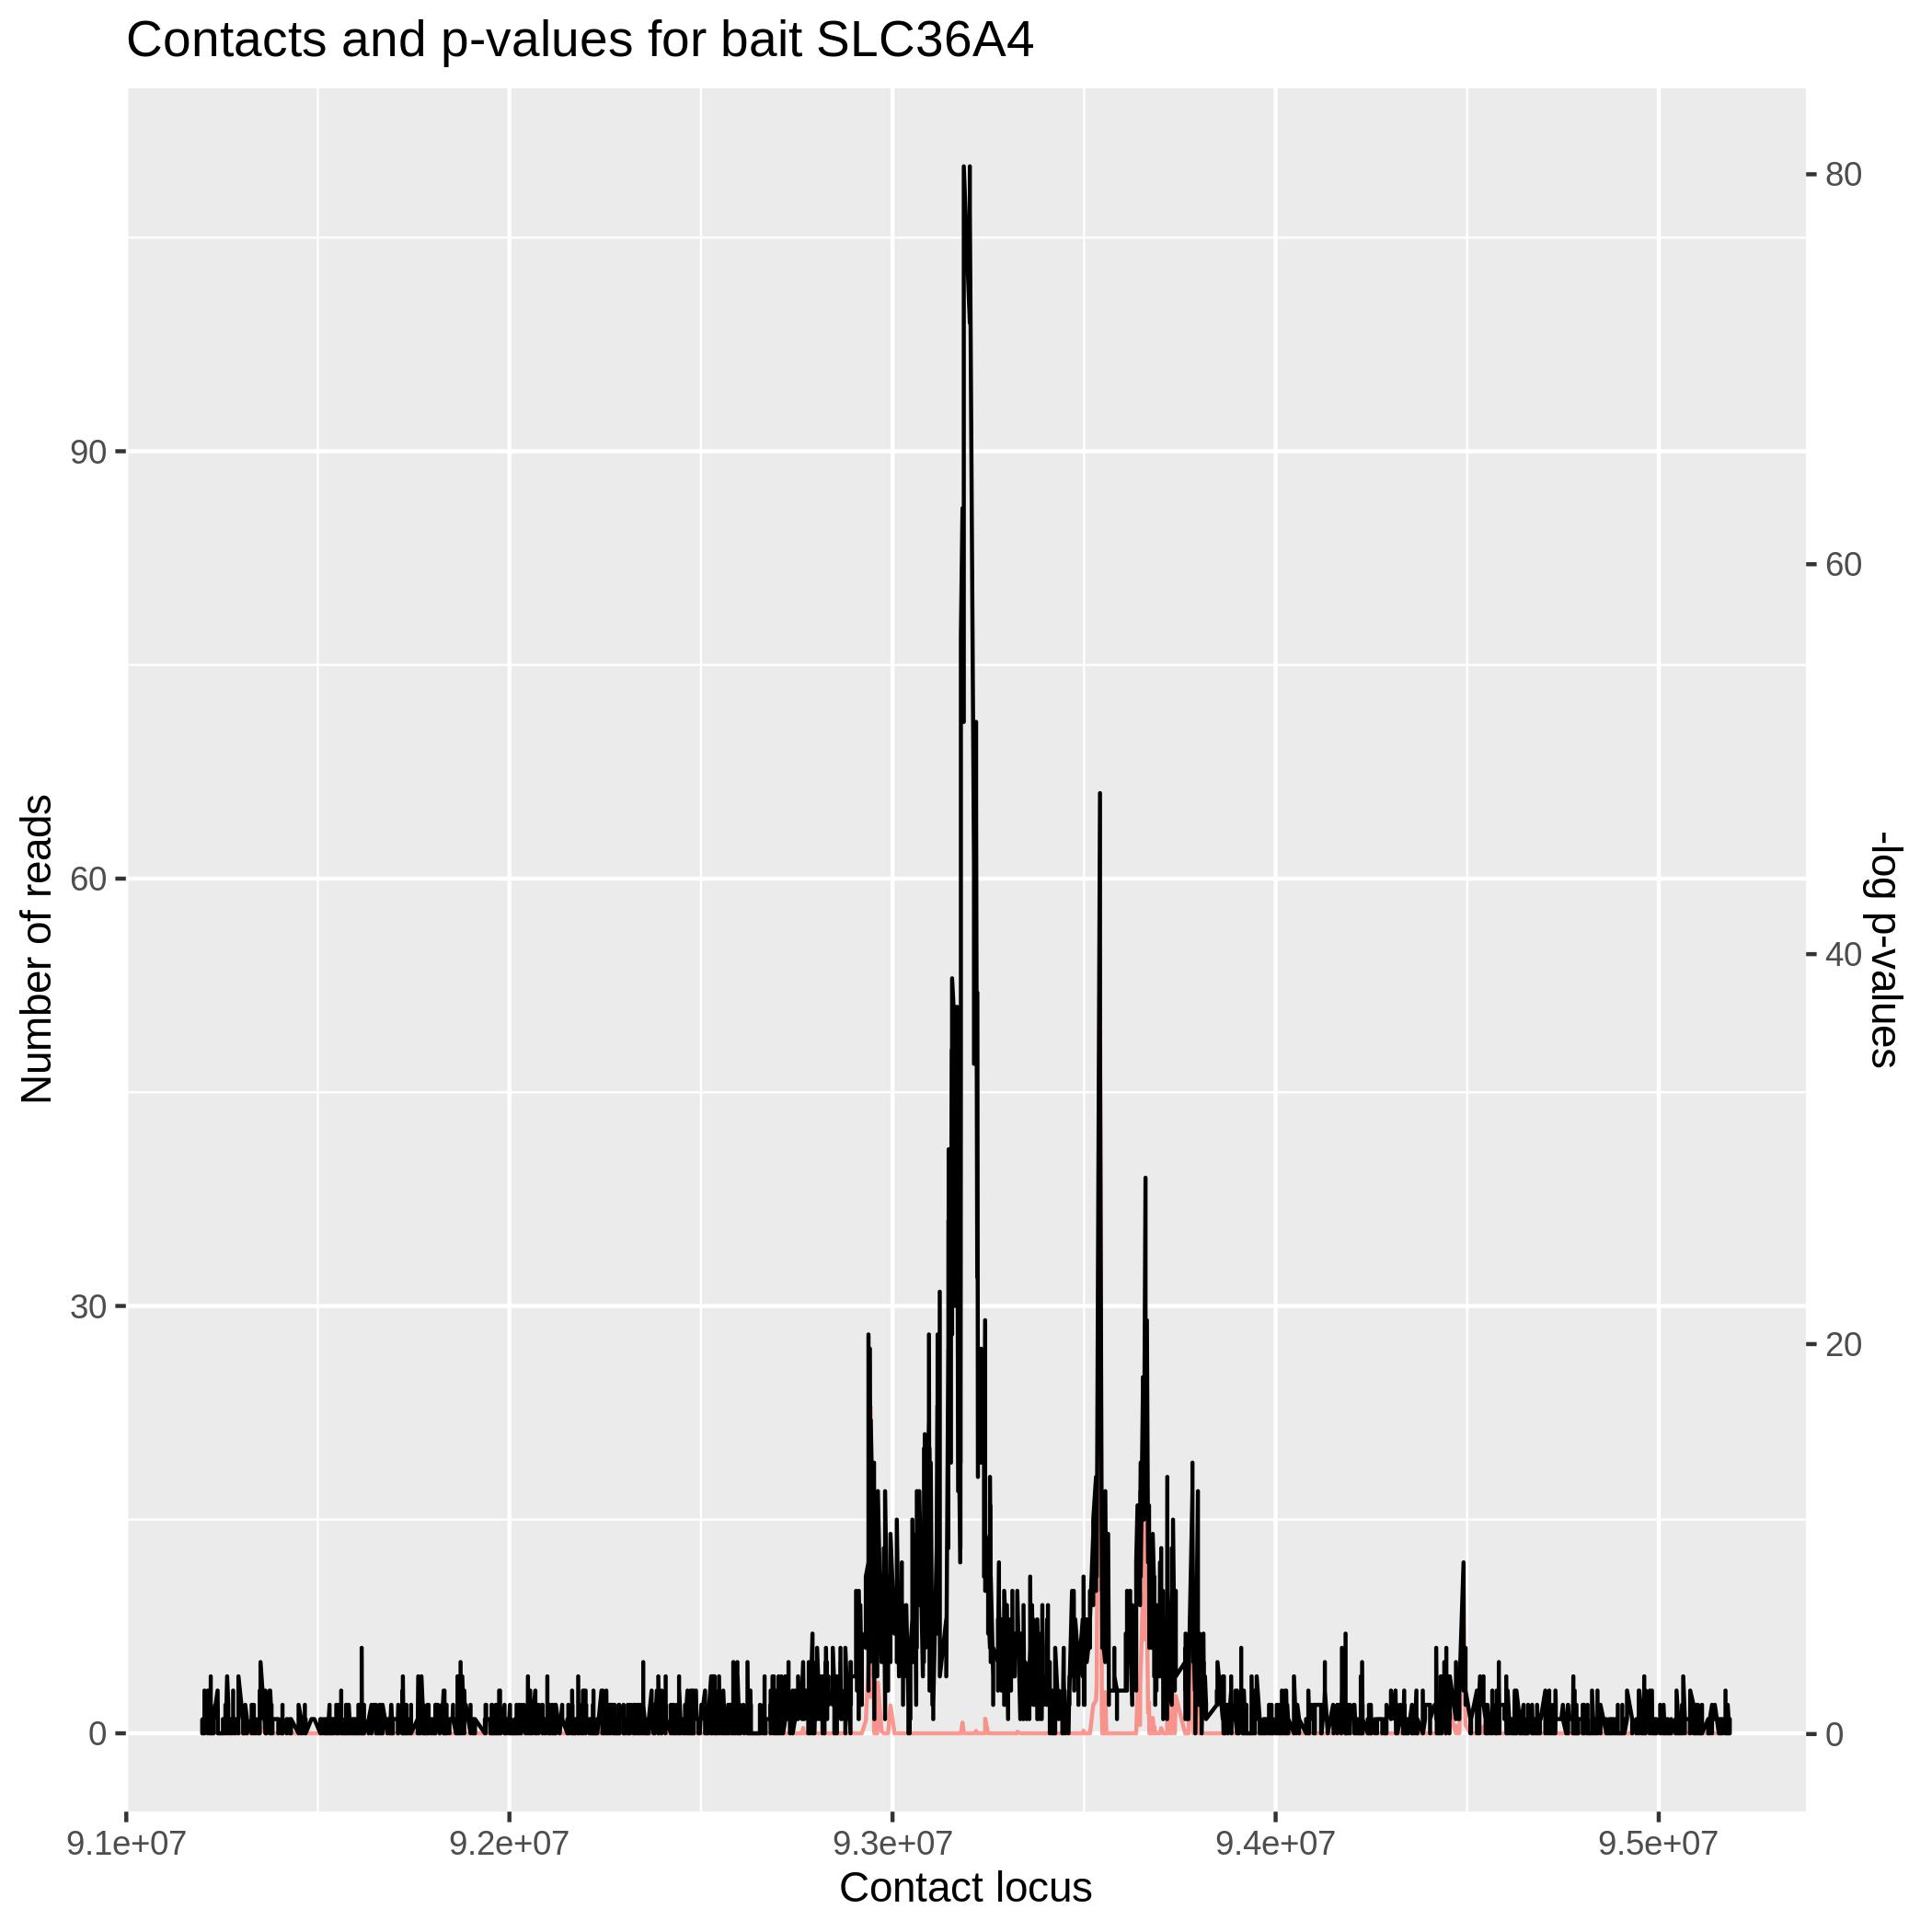 Contacts and p-values for bait SLC36A4
Number of reads
90
60
30
0
80
60
40
20
0
-log p-values
9.1e+07 9.2e+07 9.3e+07 9.4e+07 9.5e+07
Contact locus